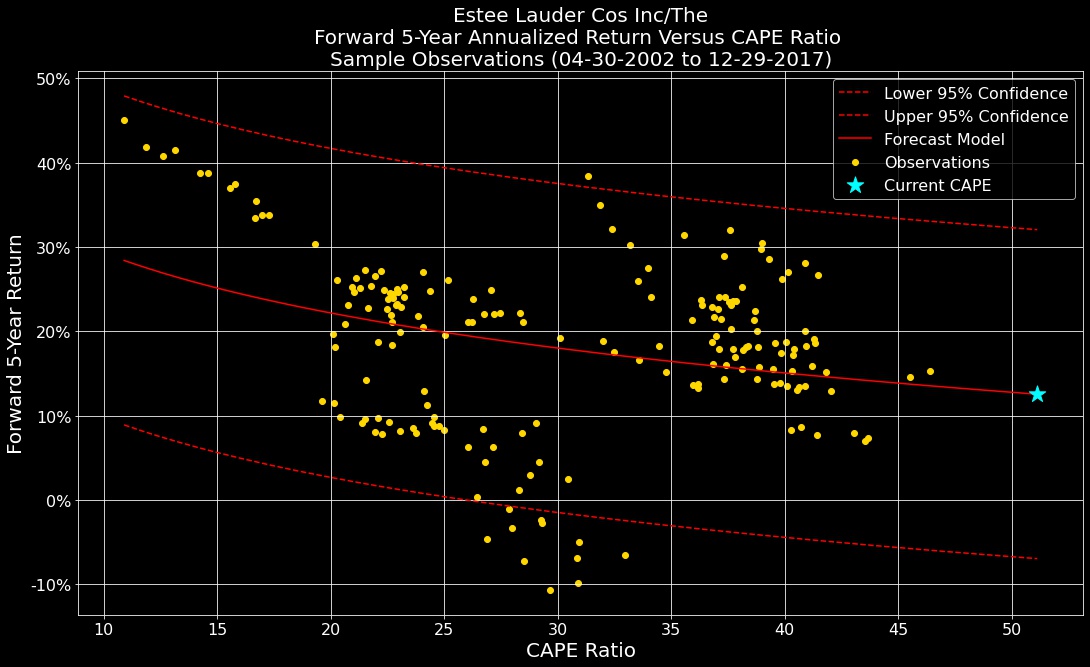 Estee Lauder Cos Inc/The
Forward 5-Year Annualized Return Versus CAPE Ratio
Sample Observations (04-30-2002 to 12-29-2017)
Lower 95% Confidence
Upper 95% Confidence
Forecast Model
Observations
Current CAPE
Forward 5-Year Return
50%
40%
30%
20%
10%
0%
-10%
10 15 20 25 30 35 40 45 50
CAPE Ratio